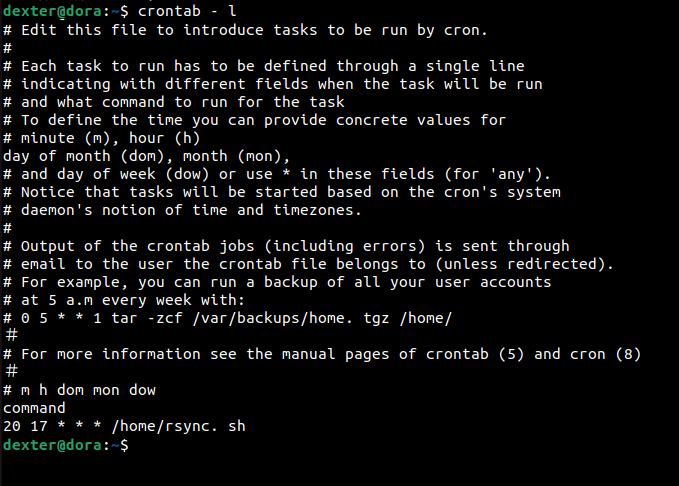 dexter@dora:~$ crontab - l
# Edit this file to introduce tasks to be run by cron.
#
# Each task to run has to be defined through a single line
# indicating with different fields when the task will be run
# and what command to run for the task
# To define the time you can provide concrete values for
# minute (m), hour (h)
day of month (dom), month (mon),
# and day of week (dow) or use * in these fields (for 'any').
# Notice that tasks will be started based on the cron's system
# daemon's notion of time and timezones.
#
# Output of the crontab jobs (including errors) is sent through
# email to the user the crontab file belongs to (unless redirected).
# For example, you can run a backup of all your user accounts
# at 5 a.m every week with:
# 0 5 * * 1 tar -zcf /var/backups/home. tgz /home/
#
# For more information see the manual pages of crontab (5) and cron (8)
#
# m h dom mon dow
command
20 17 * * * /home/rsync. sh
dexter@dora:~$